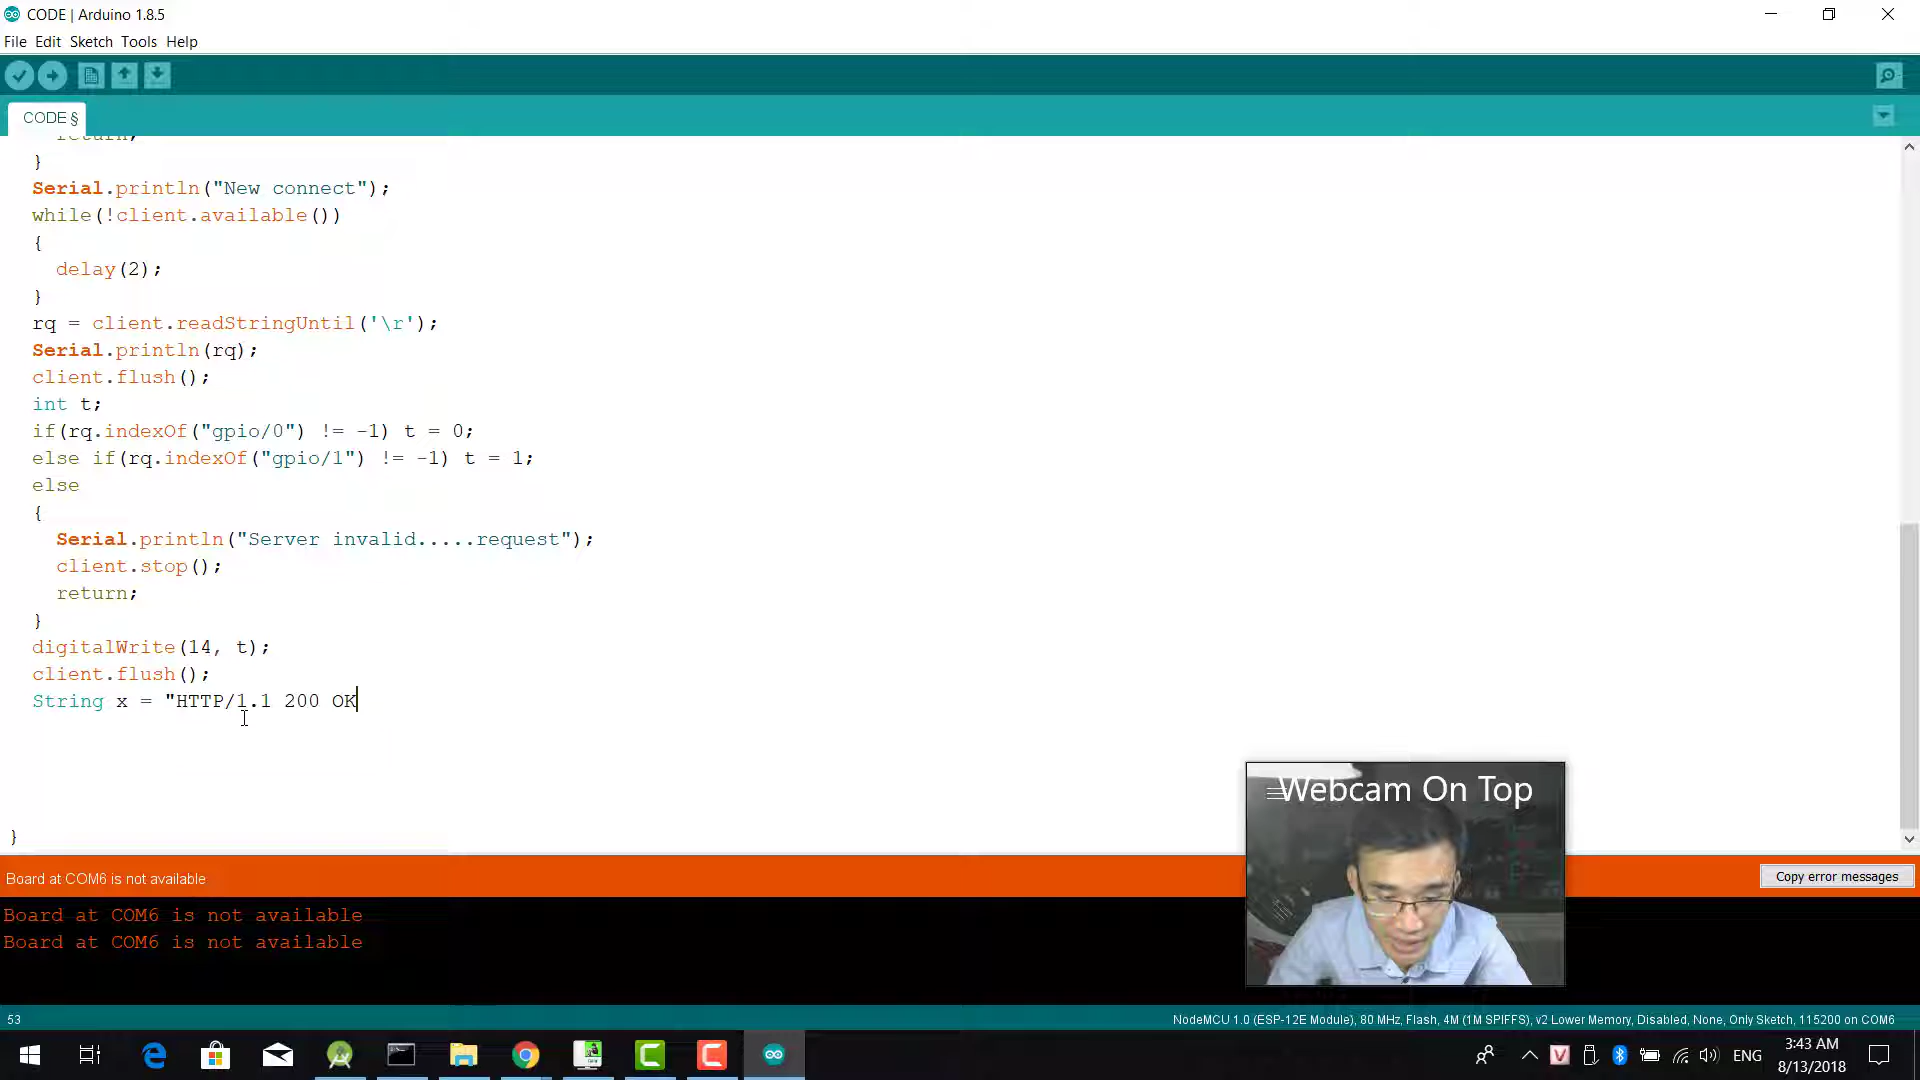 CODE | Arduino 1.8.5
File Edit Sketch Tools Help
CODE §
return;
}
Serial.println("New connect");
while(!client.available())
{
delay(2);
}
rq = client.readStringUntil('\r');
Serial.println(rq);
client.flush();
int t;
if(rq.indexOf("gpio/0") != -1) t = 0;
else if(rq.indexOf("gpio/1") != -1) t = 1;
else
{
Serial.println("Server invalid.....request");
client.stop();
return;
}
digitalWrite(14, t);
client.flush();
String x = "HTTP/1.1 200 OK
}
Webcam On Top
Board at COM6 is not available
Copy error messages
Board at COM6 is not available
Board at COM6 is not available
53
NodeMCU 1.0 (ESP-12E Module), 80 MHz, Flash, 4M (1M SPIFFS), v2 Lower Memory, Disabled, None, Only Sketch, 115200 on COM6
ENG
3:43 AM
8/13/2018